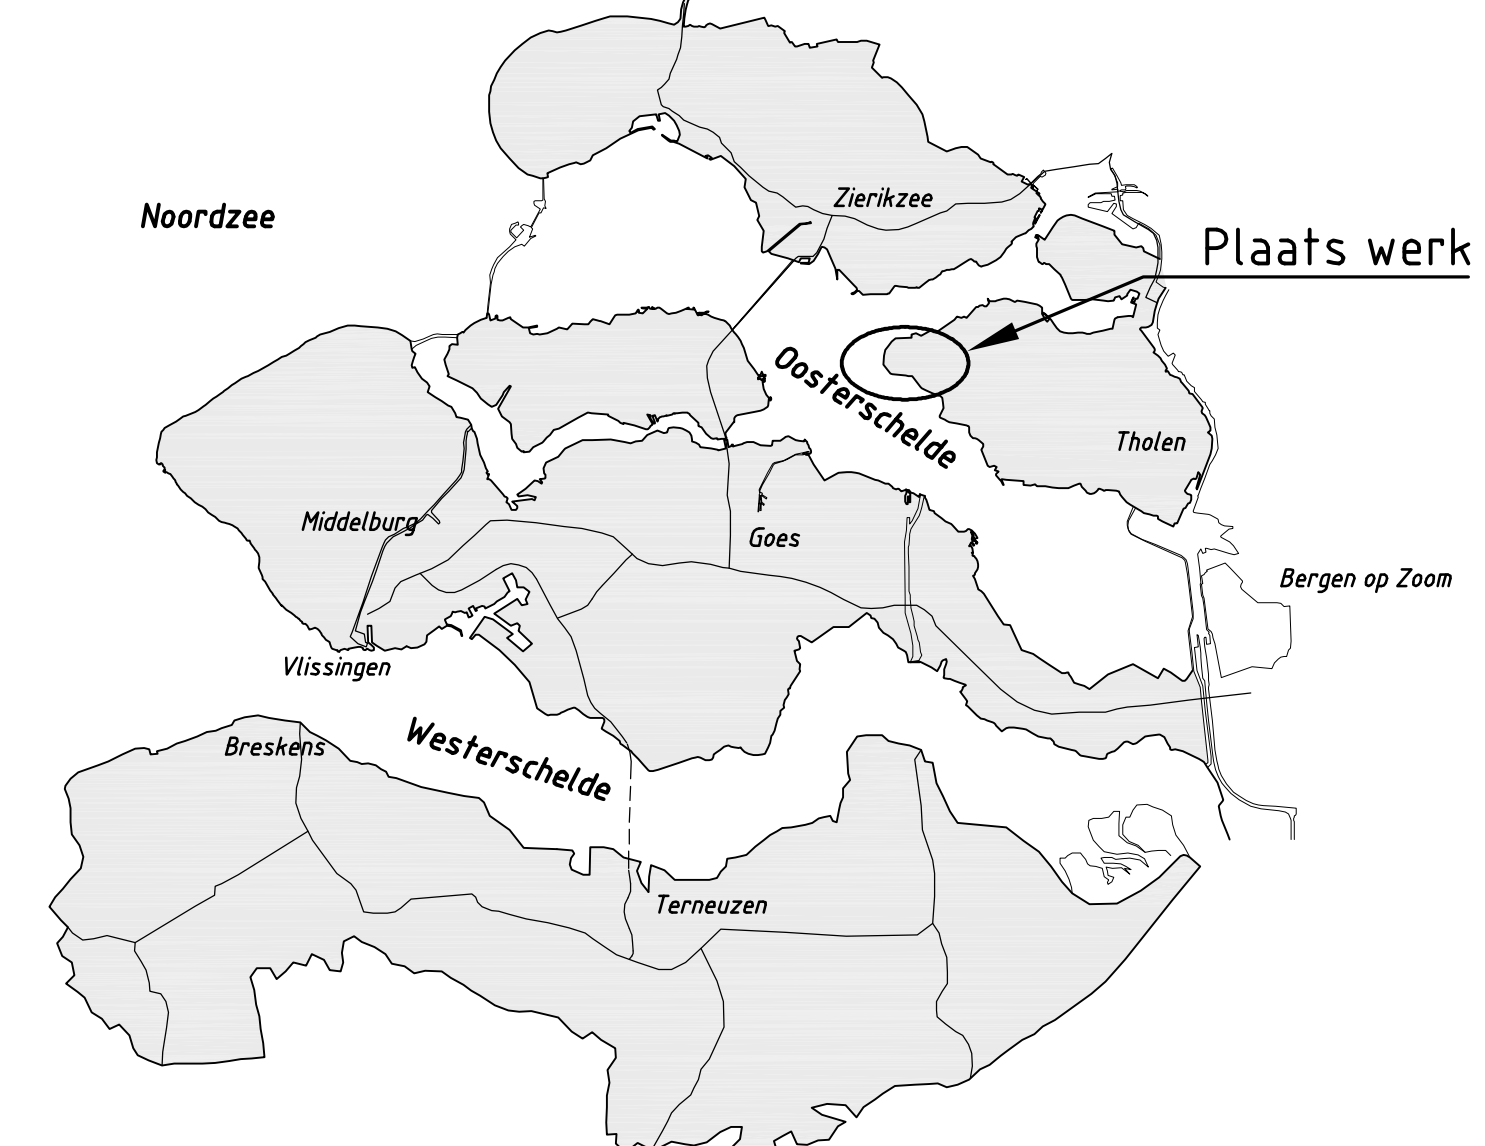 Zierikzee
Noordzee
Plaats werk
Oosterschelde
Tholen
Middelburg
Goes
Bergen op Zoom
Vlissingen
Breskens
Westerschelde
Terneuzen